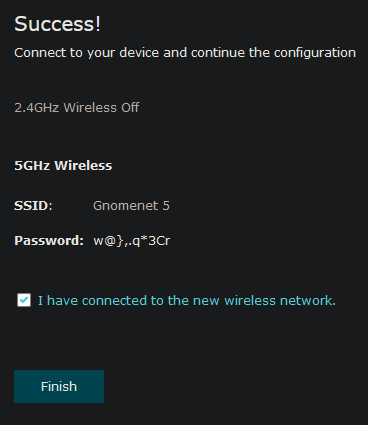 Success!
Connect to your device and continue the configuration
2.4GHz Wireless Off
5GHz Wireless
SSID: Gnomenet 5
Password: w@},.q*3Cr
I have connected to the new wireless network.
Finish